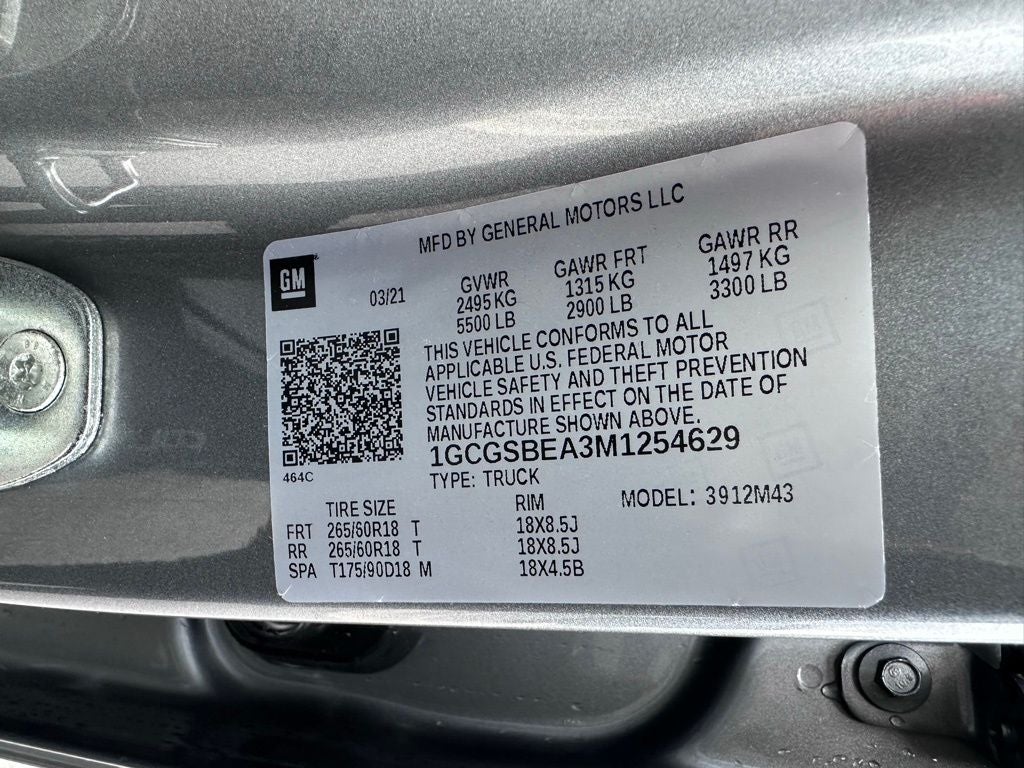 MFD BY GENERAL MOTORS LLC
GM
03/21
GVWR GAWR FRT GAWR RR
2495 KG 1315 KG 1497 KG
5500 LB 2900 LB 3300 LB
THIS VEHICLE CONFORMS TO ALL
APPLICABLE U.S. FEDERAL MOTOR
VEHICLE SAFETY AND THEFT PREVENTION
STANDARDS IN EFFECT ON THE DATE OF
MANUFACTURE SHOWN ABOVE.
1GCGSBEA3M1254629
464C
TYPE: TRUCK
MODEL: 3912M43
TIRE SIZE RIM
FRT 265/60R18 T 18X8.5J
RR 265/60R18 T 18X8.5J
SPA T175/90D18 M 18X4.5B